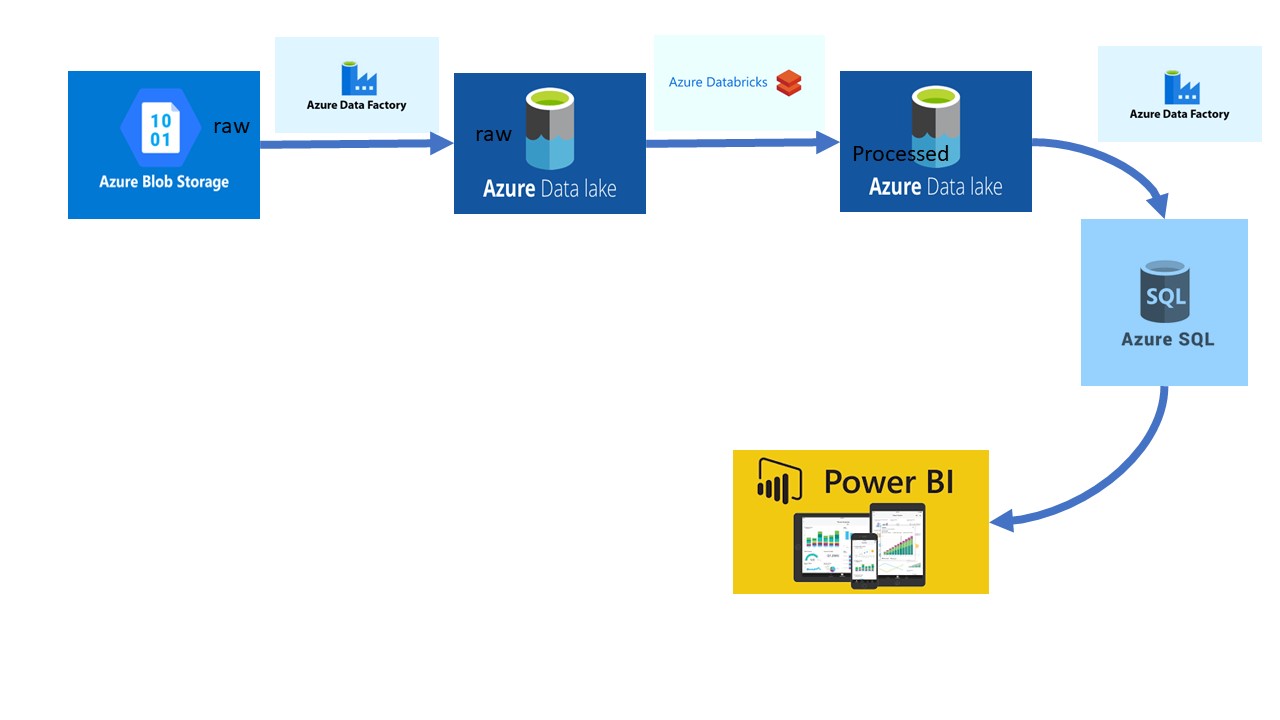 Azure Data Factory
10
01
raw
Azure Blob Storage
raw
Azure Data lake
Azure Databricks
Processed
Azure Data lake
Azure Data Factory
SQL
Azure SQL
Power BI